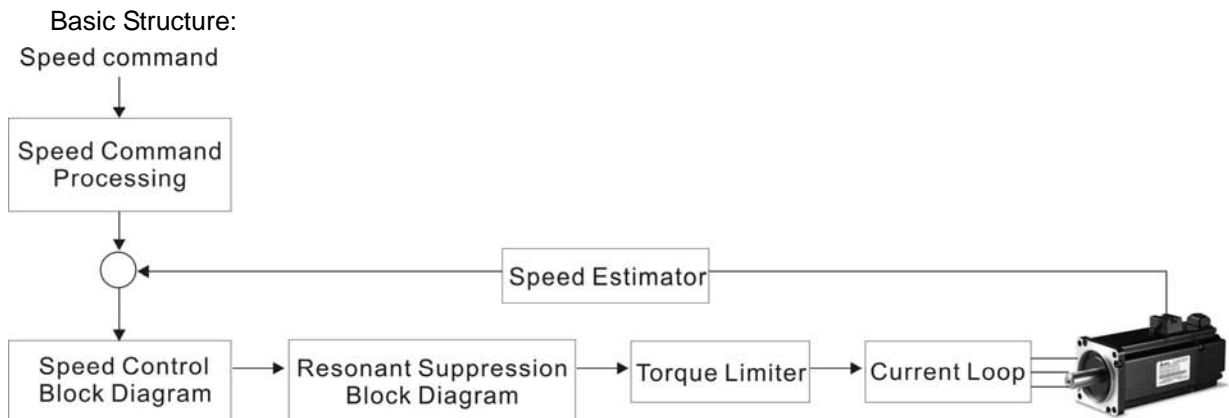 Basic Structure:
Speed command
Speed Command
Processing
Speed Estimator
Speed Control
Block Diagram
Resonant Suppression
Block Diagram
Torque Limiter
Current Loop